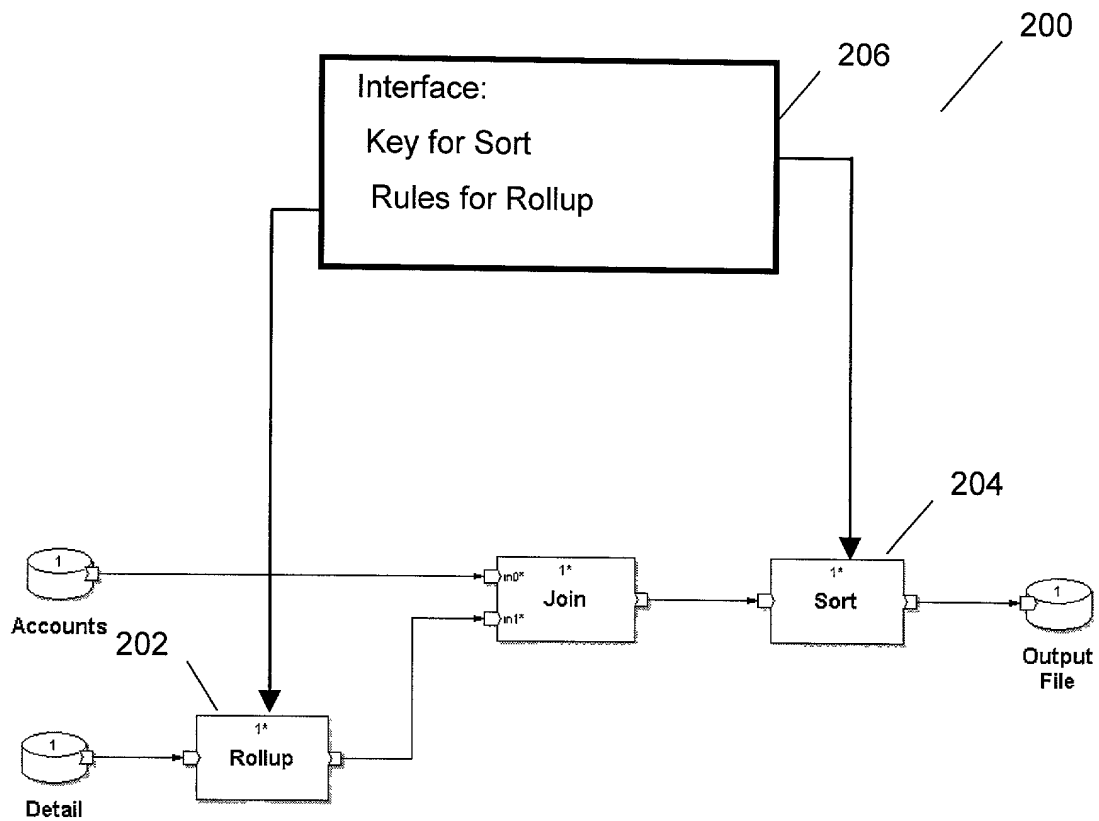 200
206
Interface:
Key for Sort
Rules for Rollup
204
1
Accounts
in0*
1*
Join
in1*
1*
Sort
1
Output
File
202
1
Detail
1*
Rollup